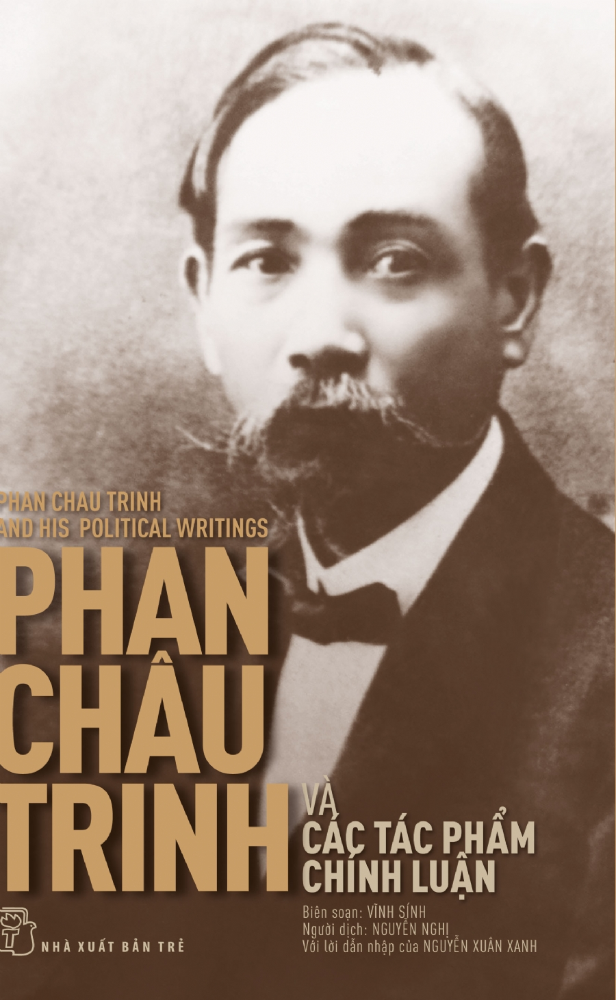 PHAN CHAU TRINH
AND HIS POLITICAL WRITINGS
PHAN
CHÂU
TRINH
VÀ
CÁC TÁC PHẨM
CHÍNH LUẬN
Biên soạn: VĨNH SÍNH
Người dịch: NGUYỄN NGHỊ
Với lời dẫn nhập của NGUYỄN XUÂN XANH
T
NHÀ XUẤT BẢN TRẺ